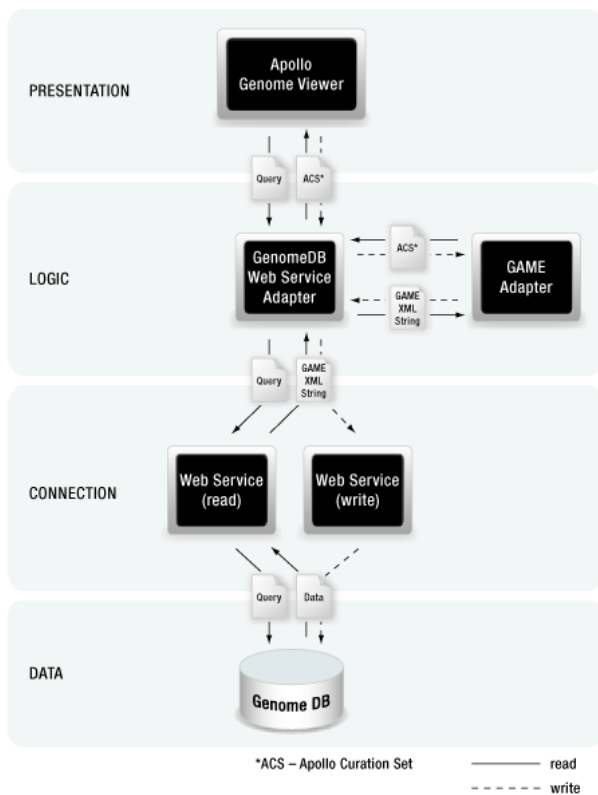 PRESENTATION
Apollo
Genome Viewer
Query
ACS*
LOGIC
GenomeDB
Web Service
Adapter
ACS*
GAME
XML
String
GAME
Adapter
Query
GAME
XML
String
CONNECTION
Web Service
(read)
Web Service
(write)
Query
Data
DATA
Genome DB
*ACS – Apollo Curation Set
read
write